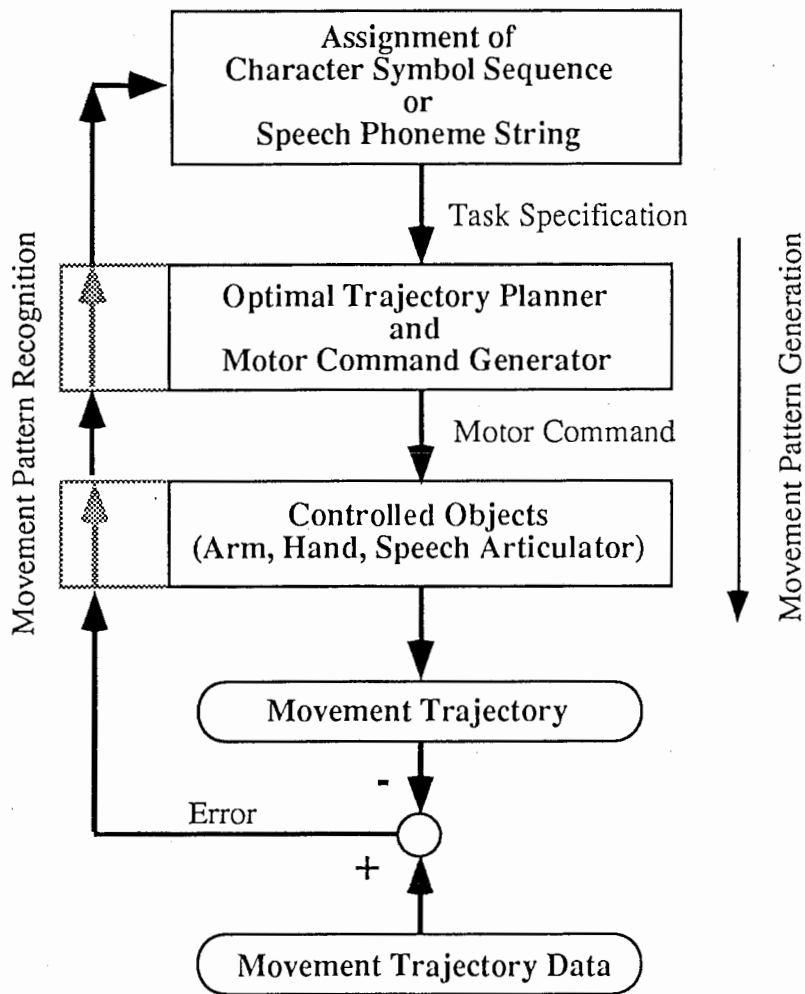 Assignment of
Character Symbol Sequence
or
Speech Phoneme String
Task Specification
Optimal Trajectory Planner
and
Motor Command Generator
Motor Command
Controlled Objects
(Arm, Hand, Speech Articulator)
Movement Trajectory
-
Error
+
Movement Trajectory Data
Movement Pattern Recognition
Movement Pattern Generation